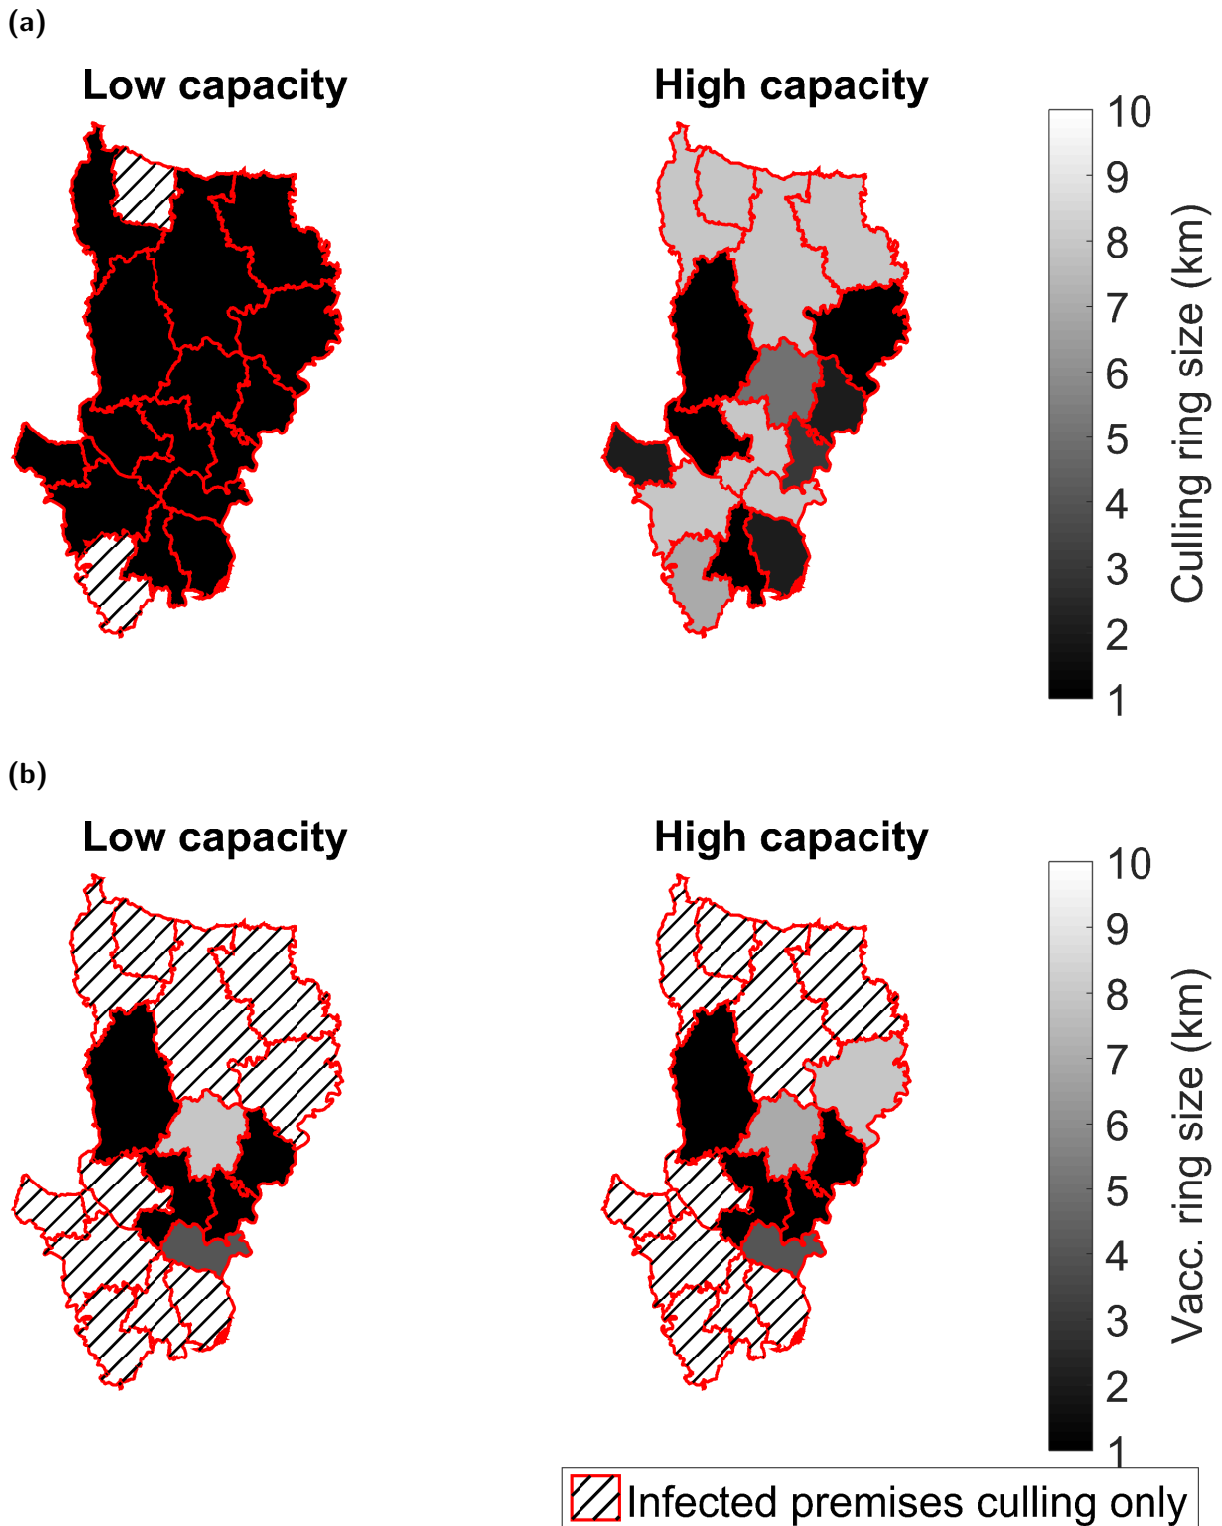 (a)
Low capacity
High capacity
10
9
8
7
6
5
4
3
2
1
Culling ring size (km)
(b)
Low capacity
High capacity
10
9
8
7
6
5
4
3
2
1
Vacc. ring size (km)
Infected premises culling only